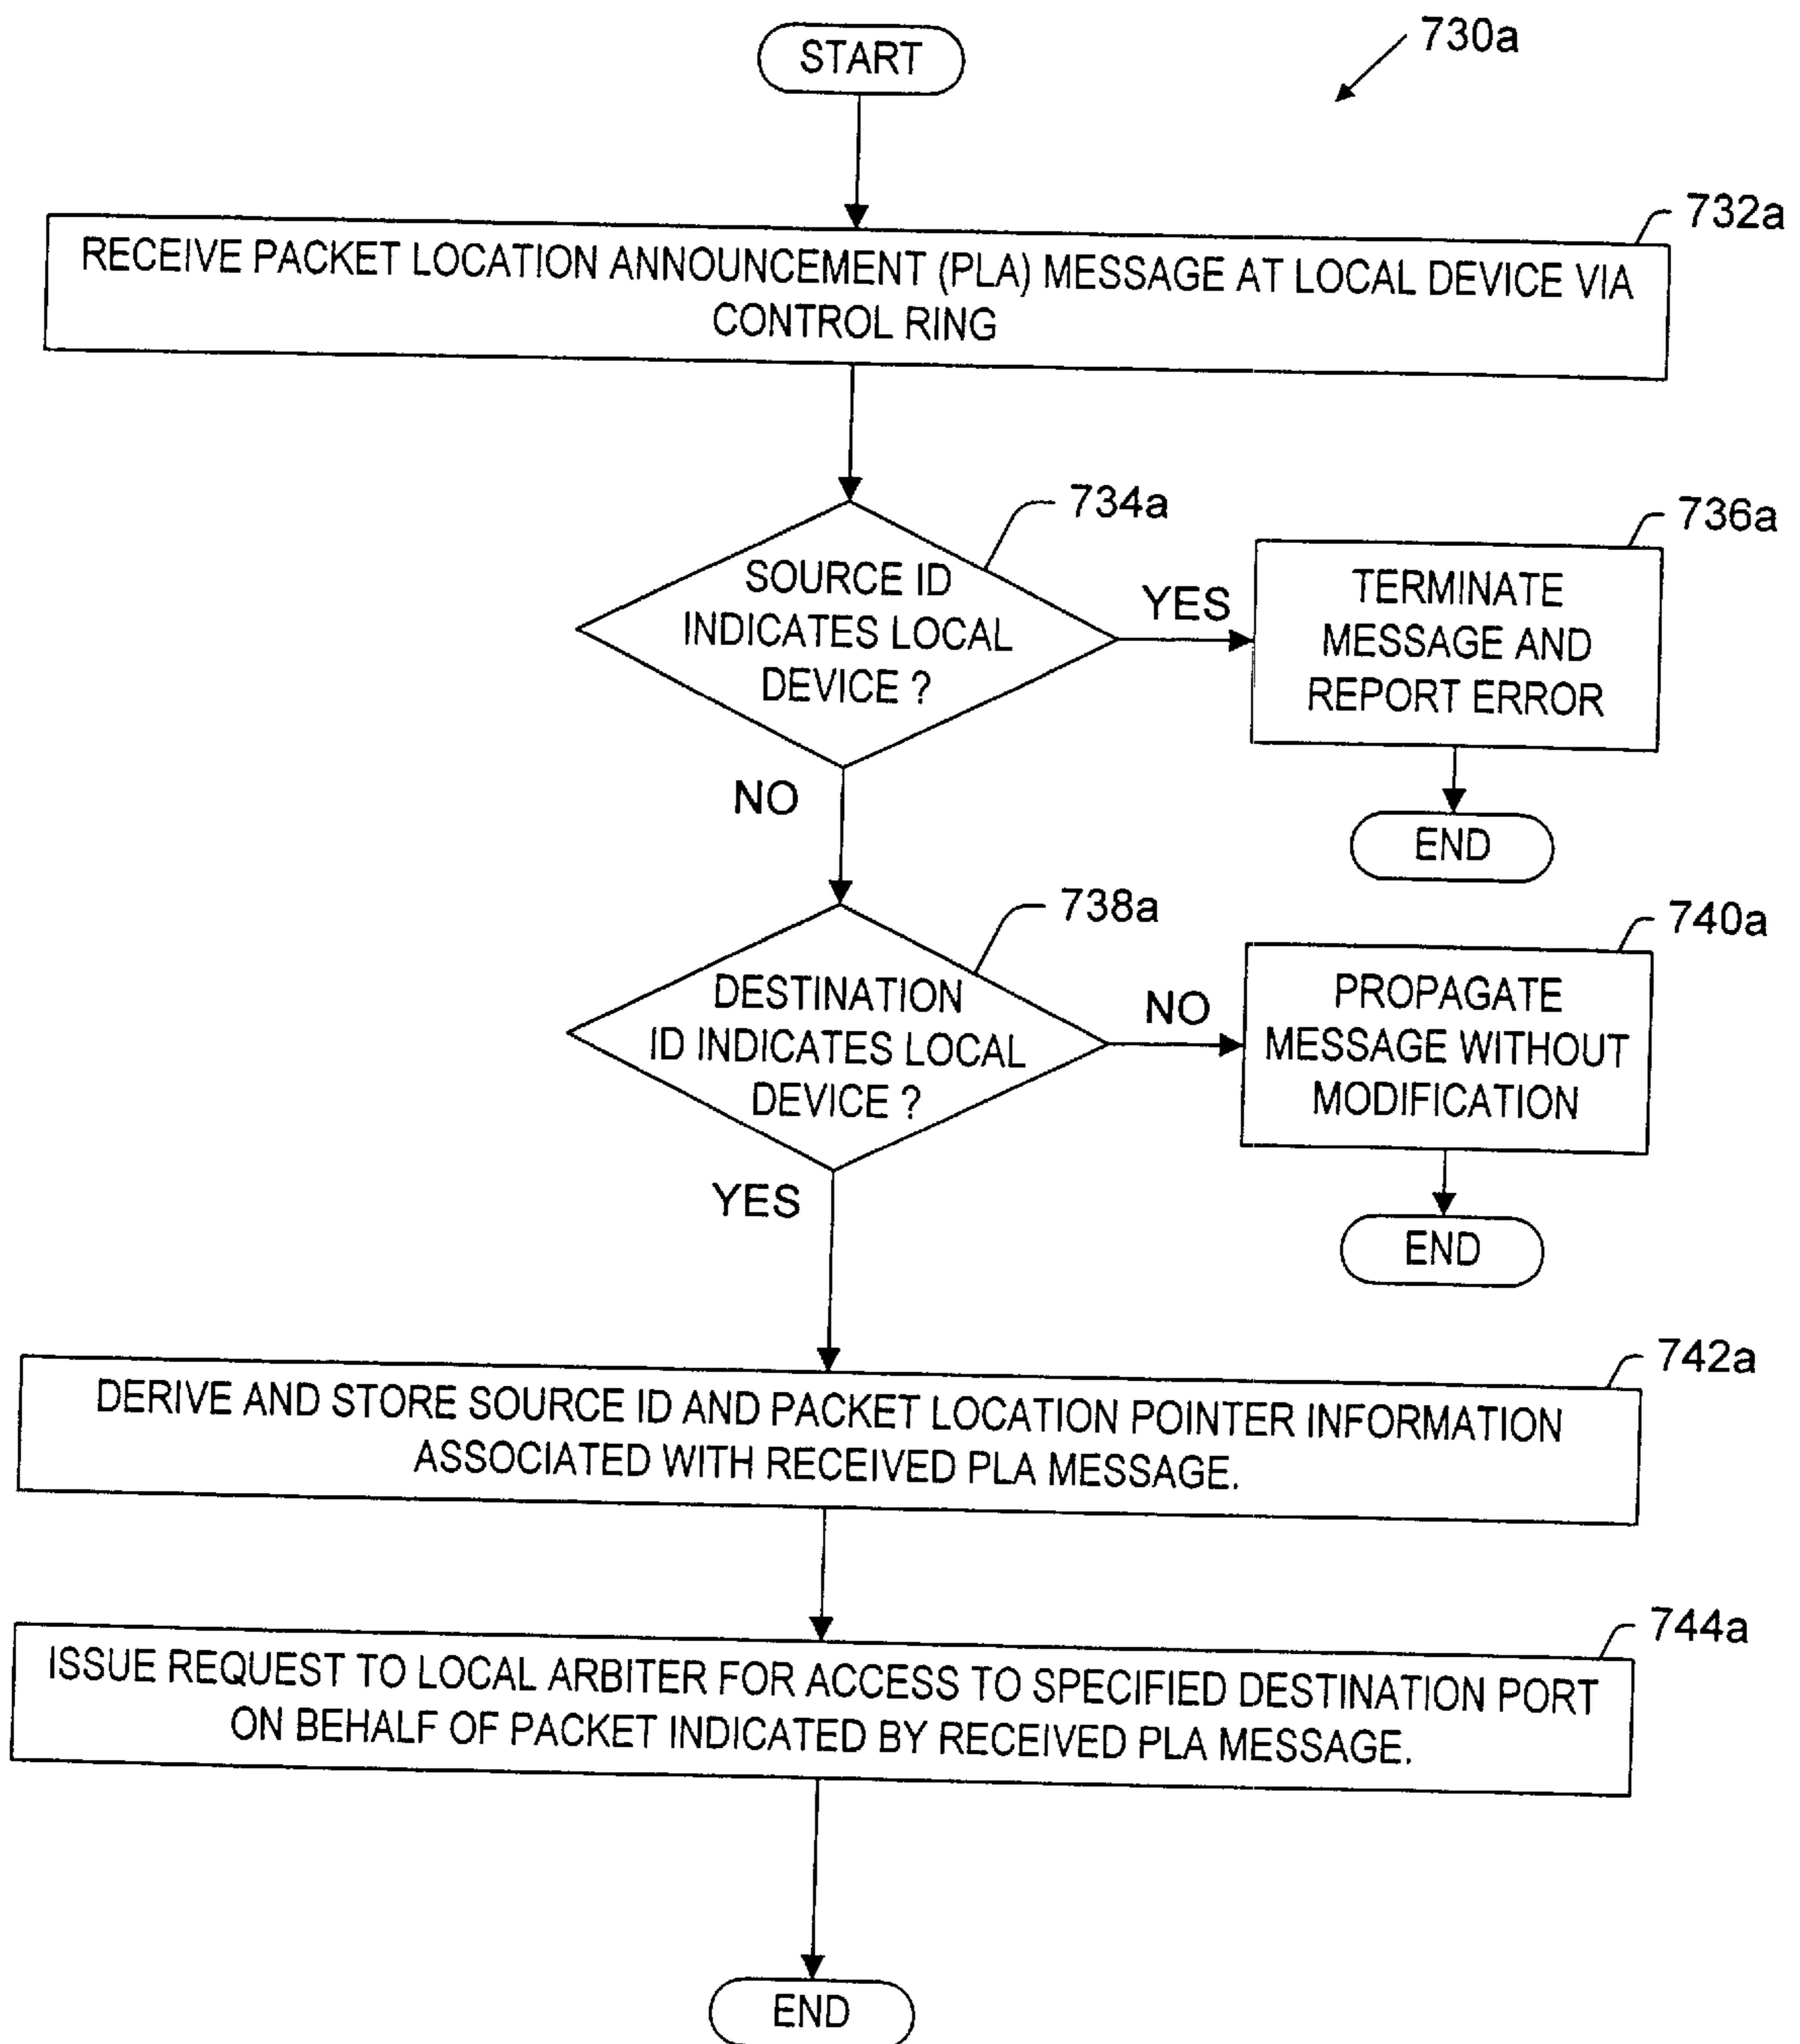 START
730a
732a
RECEIVE PACKET LOCATION ANNOUNCEMENT (PLA) MESSAGE AT LOCAL DEVICE VIA
CONTROL RING
734a
SOURCE ID
INDICATES LOCAL
DEVICE ?
YES
736a
TERMINATE
MESSAGE AND
REPORT ERROR
END
NO
738a
DESTINATION
ID INDICATES LOCAL
DEVICE ?
NO
740a
PROPAGATE
MESSAGE WITHOUT
MODIFICATION
END
YES
742a
DERIVE AND STORE SOURCE ID AND PACKET LOCATION POINTER INFORMATION
ASSOCIATED WITH RECEIVED PLA MESSAGE.
744a
ISSUE REQUEST TO LOCAL ARBITER FOR ACCESS TO SPECIFIED DESTINATION PORT
ON BEHALF OF PACKET INDICATED BY RECEIVED PLA MESSAGE.
END